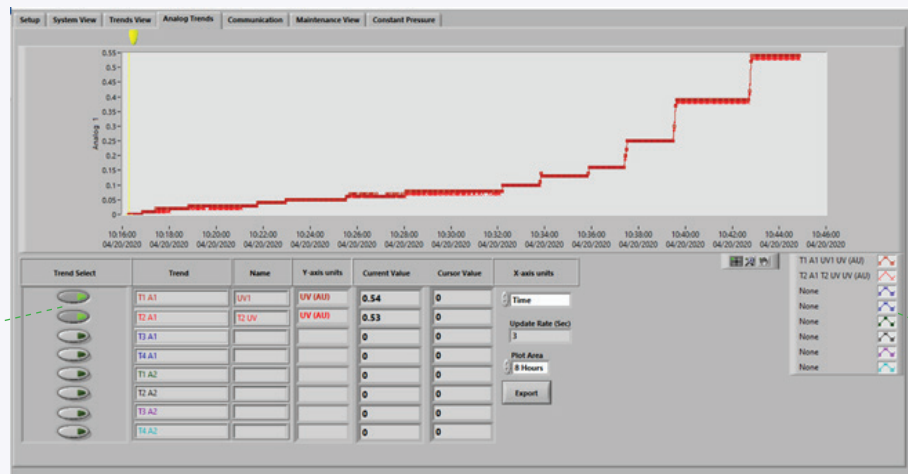 Setup System View Trends View Analog Trends Communication Maintenance View Constant Pressure
0.55
0.5
0.45
0.4
0.35
0.3
0.25
0.2
0.15
0.1
0.05
0
Analog 1
10:16:00 10:18:00 10:20:00 10:22:00 10:24:00 10:26:00 10:28:00 10:30:00 10:32:00 10:34:00 10:36:00 10:38:00 10:40:00 10:42:00 10:44:00 10:46:00
04/20/2020 04/20/2020 04/20/2020 04/20/2020 04/20/2020 04/20/2020 04/20/2020 04/20/2020 04/20/2020 04/20/2020 04/20/2020 04/20/2020 04/20/2020 04/20/2020 04/20/2020 04/20/2020
Trend Select Trend Name Y-axis units Current Value Cursor Value X-axis units
T1 A1 UV1 UV (AU) 0.54 0
T2 A1 T2 UV UV (AU) 0.53 0
T3 A1 0 0
T4 A1 0 0
T1 A2 0 0
T2 A2 0 0
T3 A2 0 0
T4 A2 0 0
Time
Update Rate (Sec)
3
Plot Area
8 Hours
Export
T1 A1 UV1 UV (AU)
T2 A1 T2 UV UV (AU)
None
None
None
None
None
None